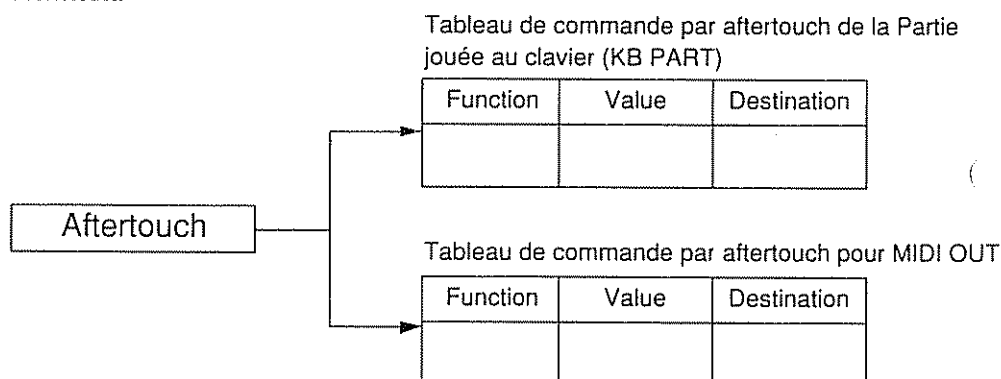 Tableau de commande par aftertouch de la Partie
jouée au clavier (KB PART)
Function Value Destination
Aftertouch
Tableau de commande par aftertouch pour MIDI OUT
Function Value Destination